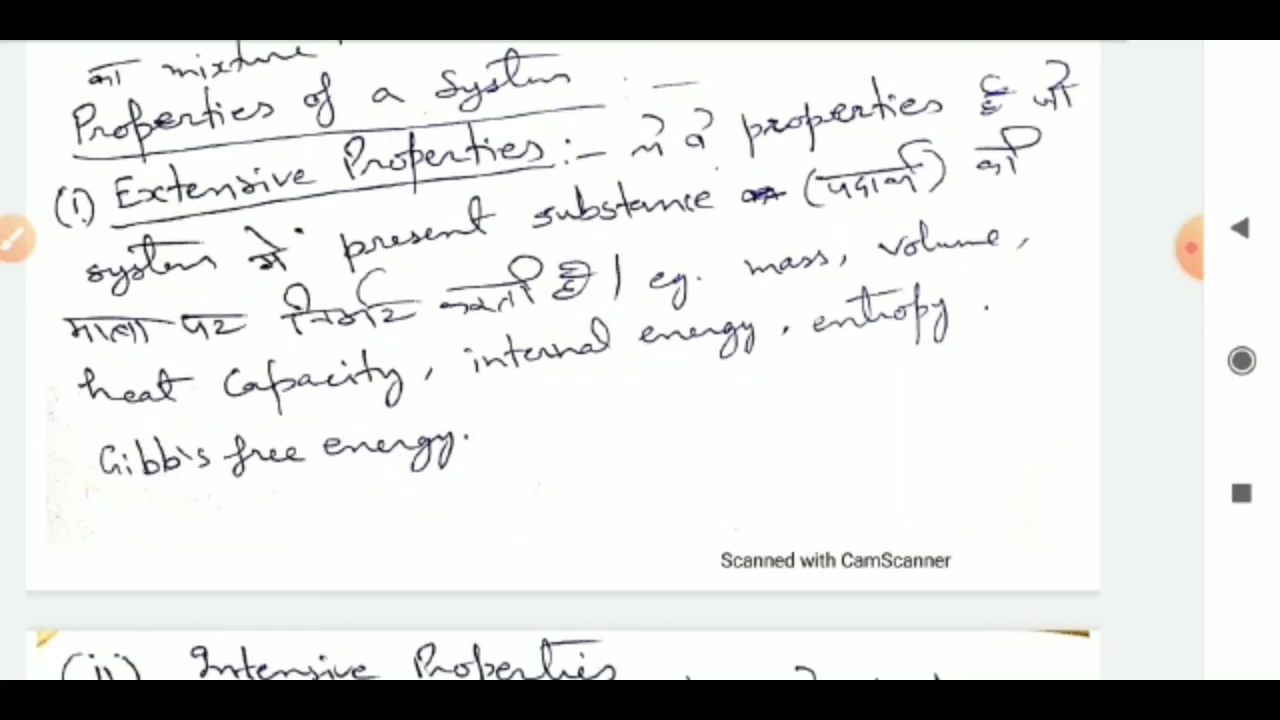 का mixture
Properties of a System :—
(i) Extensive Properties :- ये वे properties हैं जो
system में present substance (पदार्थ) की
मात्रा पर निर्भर करती हैं | eg. mass, volume,
heat capacity, internal energy, entropy.
Gibb's free energy.
Scanned with CamScanner
(ii) Intensive Properties